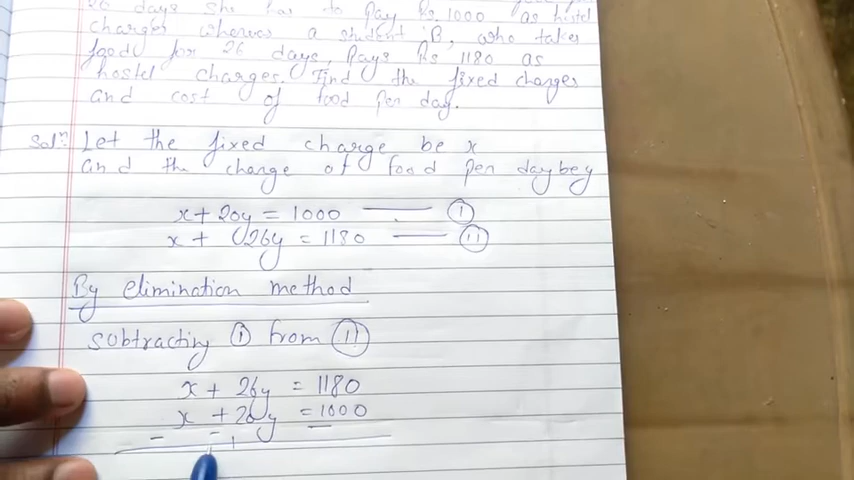 20 days she has to pay Rs. 1000 as hostel
charges whereas a student B, who takes
food for 26 days, pays Rs 1180 as
hostel charges. Find the fixed charges
and cost of food per day.
Solⁿ: Let the fixed charge be x
and the charge of food per day be y
x + 20y = 1000 —— (I)
x + 26y = 1180 —— (II)
By elimination method
subtracting (I) from (II)
x + 26y = 1180
x + 20y = 1000
- - -